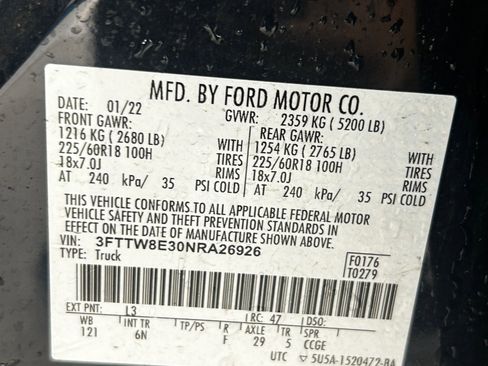 MFD. BY FORD MOTOR CO.
DATE: 01/22 GVWR: 2359 KG ( 5200 LB)
FRONT GAWR: REAR GAWR:
1216 KG ( 2680 LB) WITH 1254 KG ( 2765 LB) WITH
225/60R18 100H TIRES 225/60R18 100H TIRES
18x7.0J RIMS 18x7.0J RIMS
AT 240 kPa/ 35 PSI COLD AT 240 kPa/ 35 PSI COLD
THIS VEHICLE CONFORMS TO ALL APPLICABLE FEDERAL MOTOR
VEHICLE SAFETY AND THEFT PREVENTION STANDARDS IN
EFFECT ON THE DATE OF MANUFACTURE SHOWN ABOVE.
VIN: 3FTTW8E30NRA26926 F0176
TYPE: Truck T0279
EXT PNT: L3 RC: 47 DSO:
WB INT TR TP/PS R AXLE TR SPR
121 6N F 29 5 CCGE
UTC ▽5U5A-1520472-BA